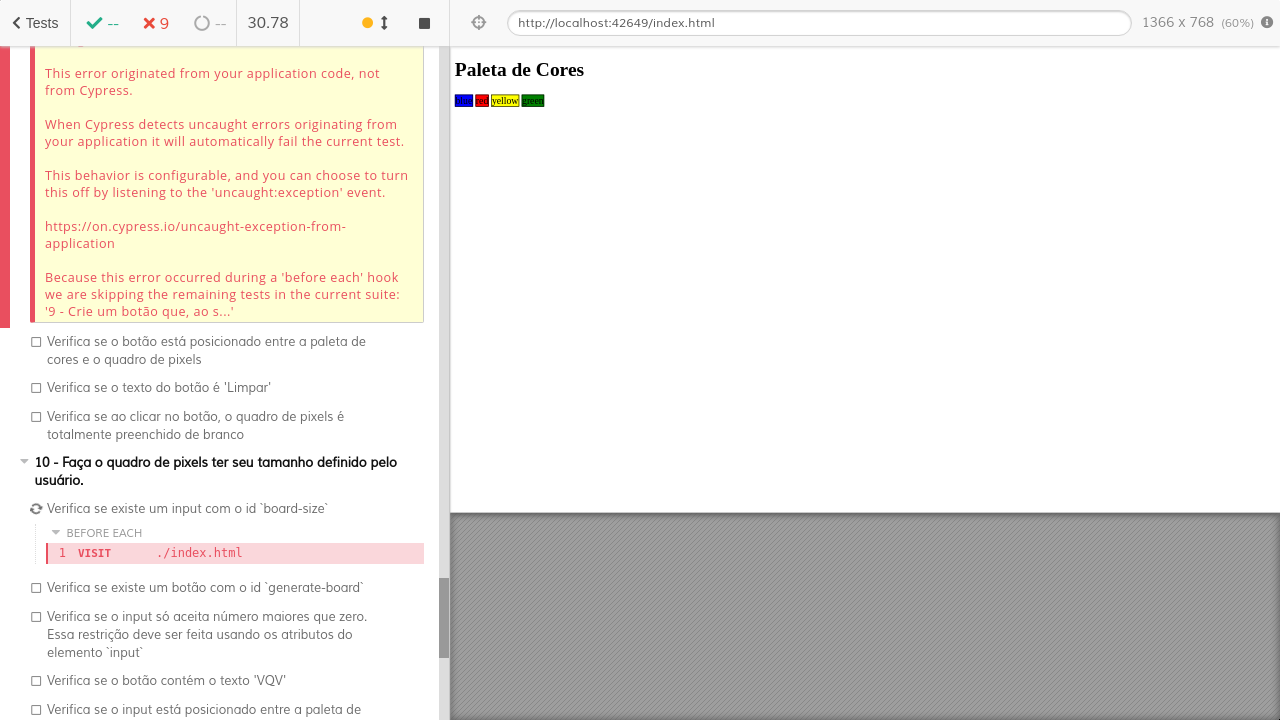 Tests
--
9
--
30.78
http://localhost:42649/index.html
1366 x 768 (60%)
This error originated from your application code, not
from Cypress.
When Cypress detects uncaught errors originating from
your application it will automatically fail the current test.
This behavior is configurable, and you can choose to turn
this off by listening to the 'uncaught:exception' event.
https://on.cypress.io/uncaught-exception-from-
application
Because this error occurred during a 'before each' hook
we are skipping the remaining tests in the current suite:
'9 - Crie um botão que, ao s...'
Verifica se o botão está posicionado entre a paleta de
cores e o quadro de pixels
Verifica se o texto do botão é 'Limpar'
Verifica se ao clicar no botão, o quadro de pixels é
totalmente preenchido de branco
10 - Faça o quadro de pixels ter seu tamanho definido pelo
usuário.
Verifica se existe um input com o id `board-size`
BEFORE EACH
1 VISIT ./index.html
Verifica se existe um botão com o id `generate-board`
Verifica se o input só aceita número maiores que zero.
Essa restrição deve ser feita usando os atributos do
elemento `input`
Verifica se o botão contém o texto 'VQV'
Verifica se o input está posicionado entre a paleta de
Paleta de Cores
red yellow green